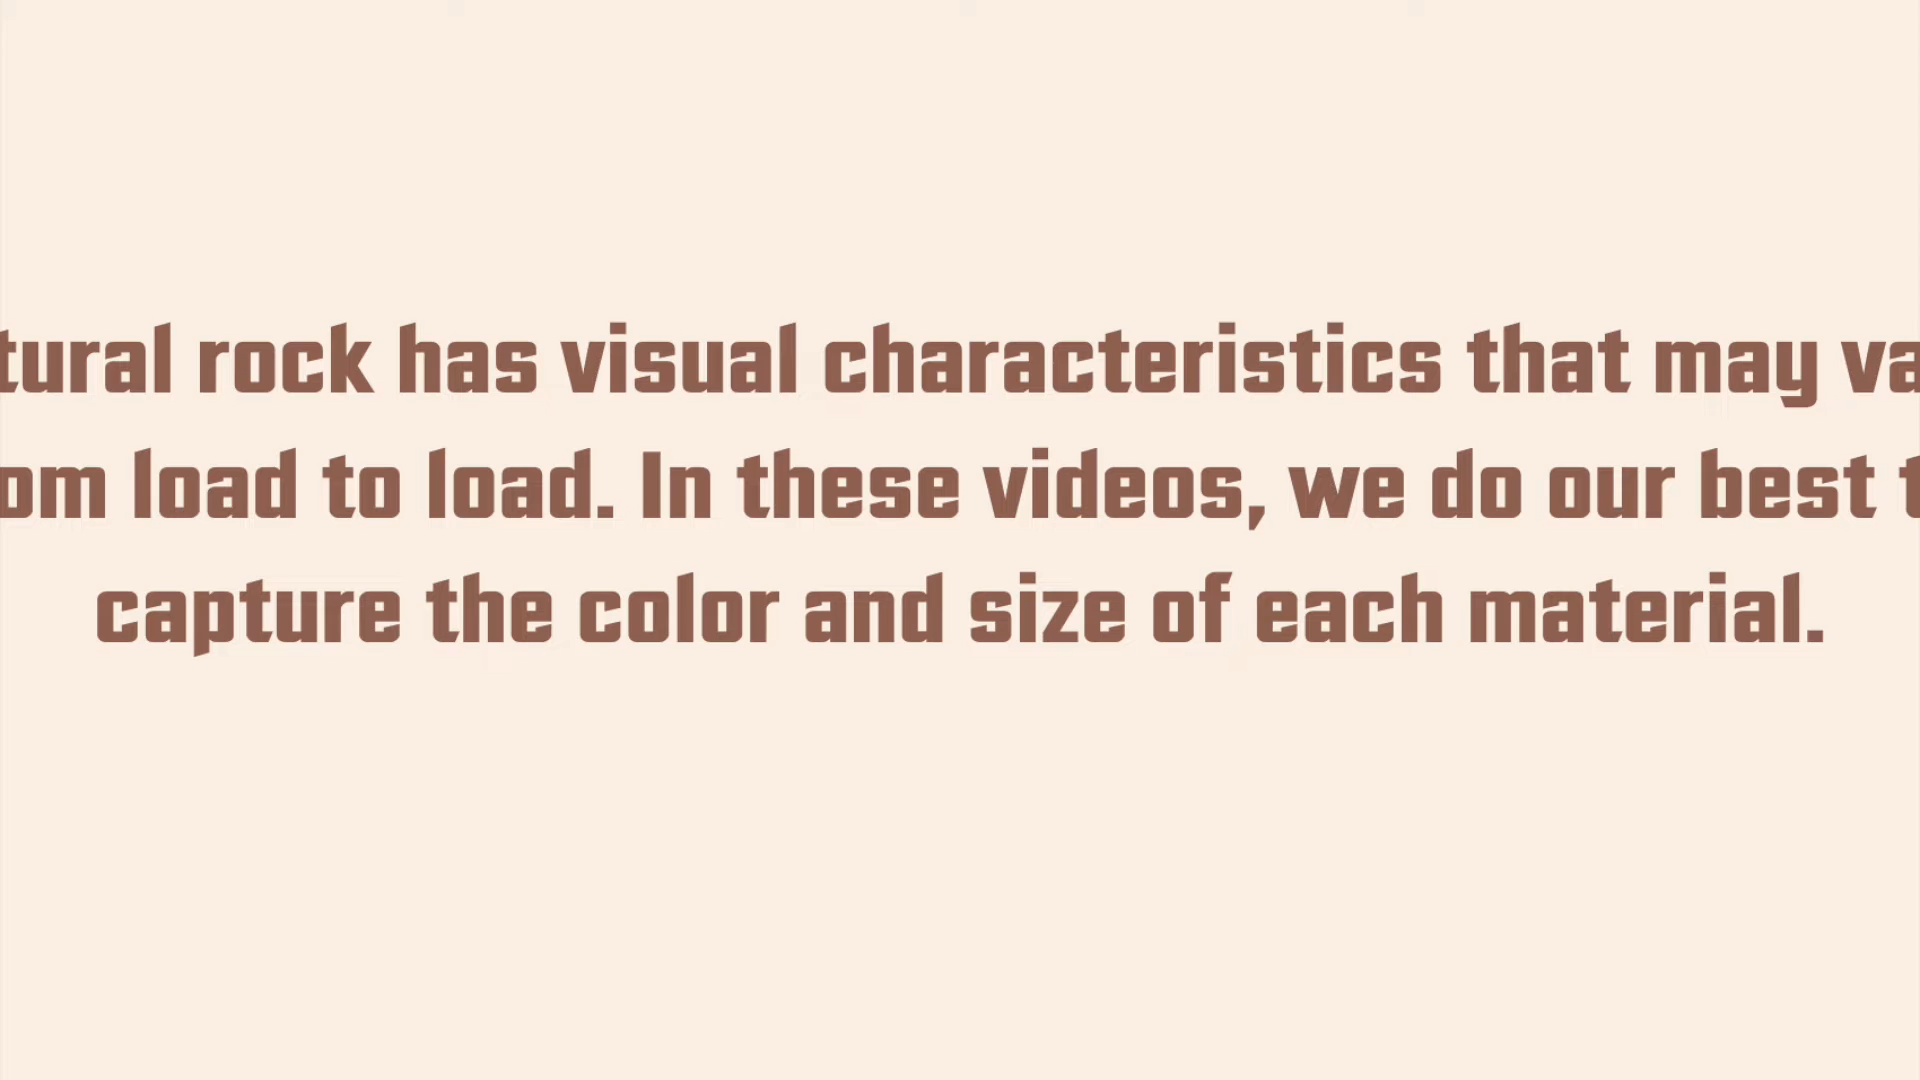 tural rock has visual characteristics that may va
om load to load. In these videos, we do our best t
capture the color and size of each material.